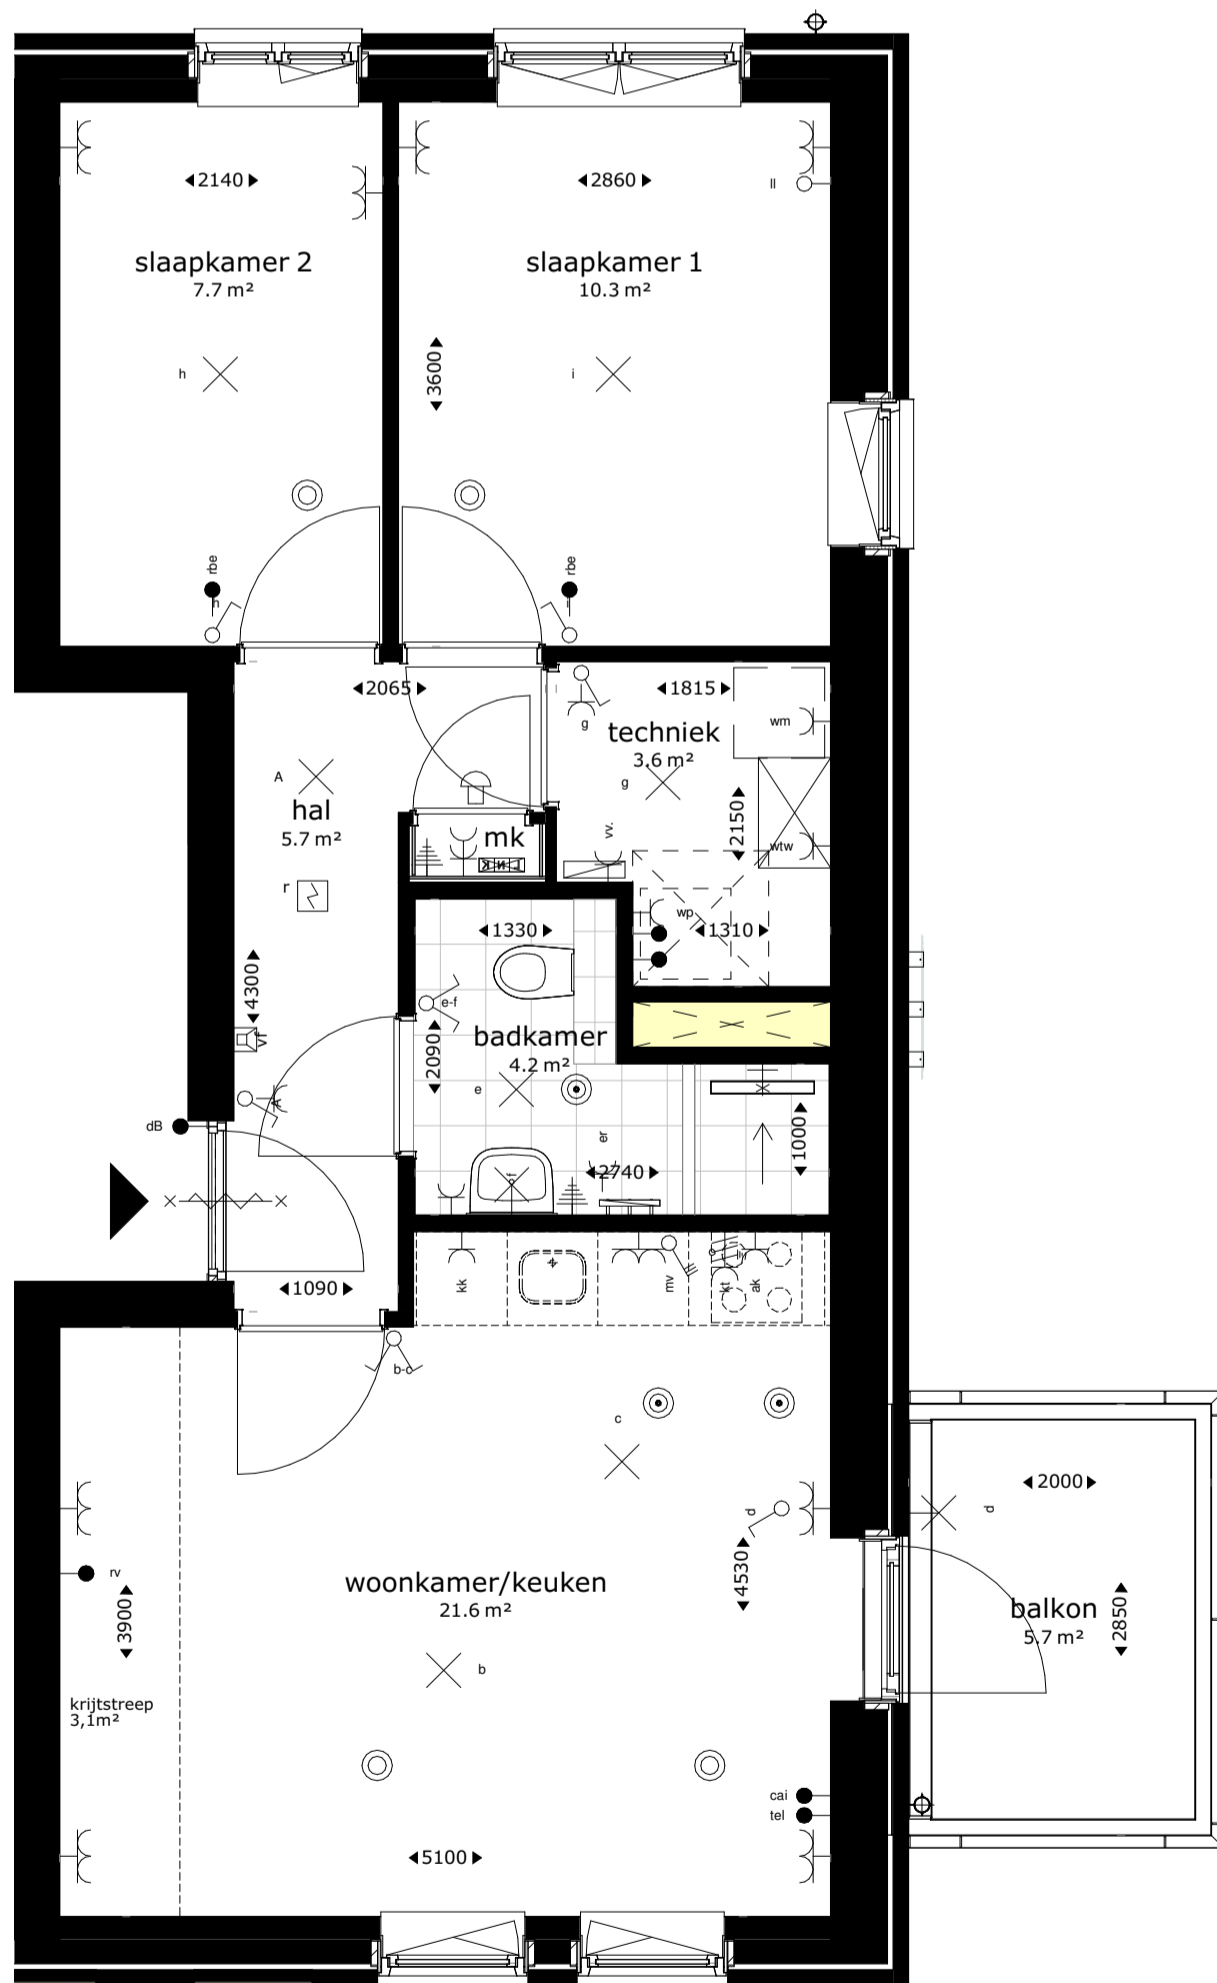 2140
2860
ll
slaapkamer 2
7.7 m²
slaapkamer 1
10.3 m²
3600
h
i
rbe
h
rbe
i
2065
1815
g
wm
techniek
3.6 m²
A
g
hal
5.7 m²
2150
vv.
mk
wtw
r
wp
1330
1310
4300
e-f
vf
badkamer
4.2 m²
2090
e
A
dB
er
1000
f
2740
1090
kk
mv
kt
ak
b-c
c
2000
d
d
rv
woonkamer/keuken
21.6 m²
4530
3900
balkon
5.7 m²
2850
b
krijtstreep
3,1m²
cai
tel
5100